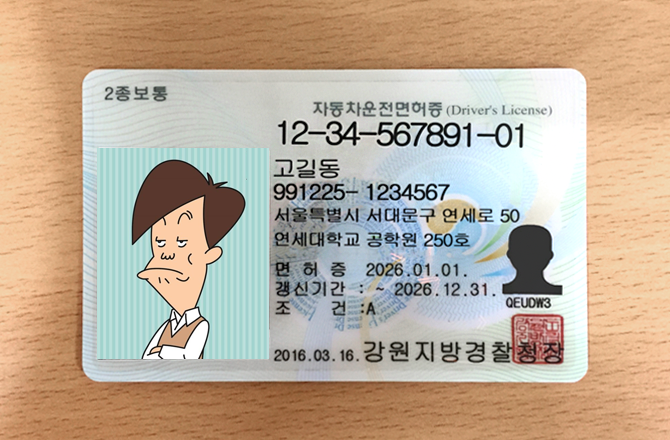 2종보통
자동차운전면허증 (Driver's License)
12-34-567891-01
고길동
991225- 1234567
서울특별시 서대문구 연세로 50
연세대학교 공학원 250호
면 허 증 2026.01.01.
갱신기간 : ~ 2026.12.31.
조 건 :A
QEUDW3
2016.03.16. 강원지방경찰청장